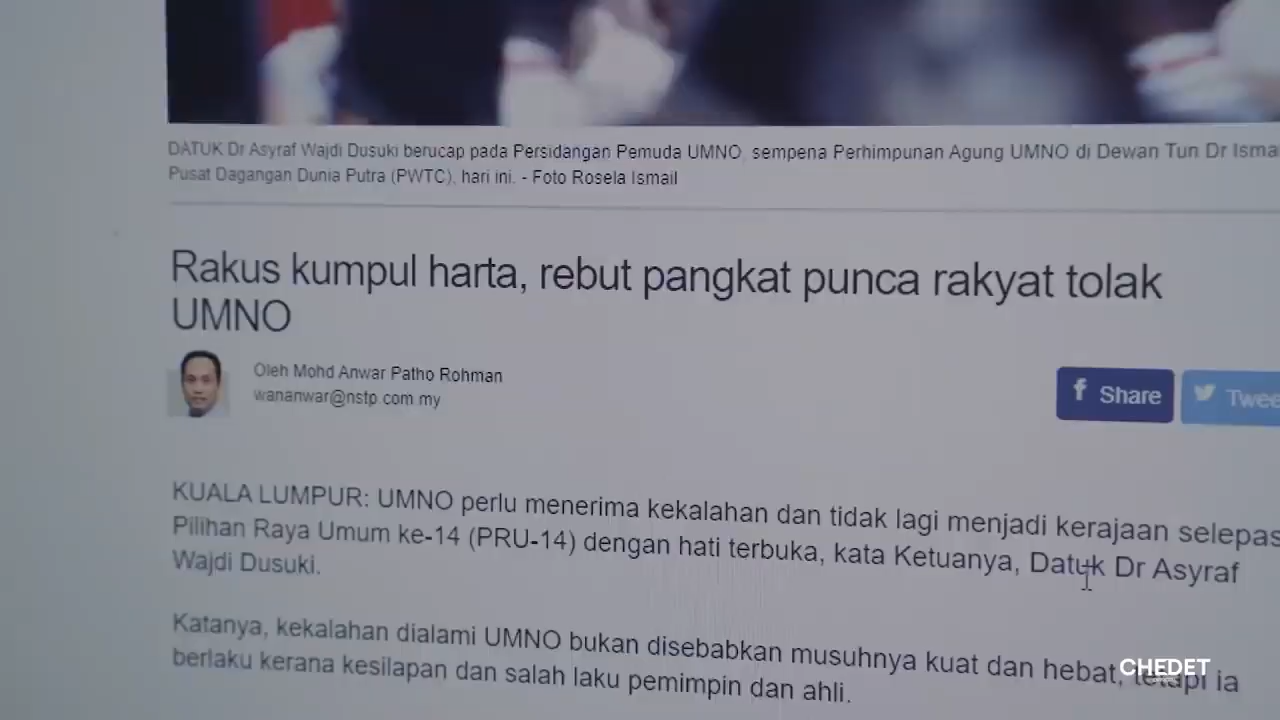 DATUK Dr Asyraf Wajdi Dusuki berucap pada Persidangan Pemuda UMNO, sempena Perhimpunan Agung UMNO di Dewan Tun Dr Isma
Pusat Dagangan Dunia Putra (PWTC), hari ini. - Foto Rosela Ismail
Rakus kumpul harta, rebut pangkat punca rakyat tolak
UMNO
Oleh Mohd Anwar Patho Rohman
wananwar@nstp.com.my
f Share
Twee
KUALA LUMPUR: UMNO perlu menerima kekalahan dan tidak lagi menjadi kerajaan selepas
Pilihan Raya Umum ke-14 (PRU-14) dengan hati terbuka, kata Ketuanya, Datuk Dr Asyraf
Wajdi Dusuki.
Katanya, kekalahan dialami UMNO bukan disebabkan musuhnya kuat dan hebat, tetapi ia
berlaku kerana kesilapan dan salah laku pemimpin dan ahli.
CHEDET